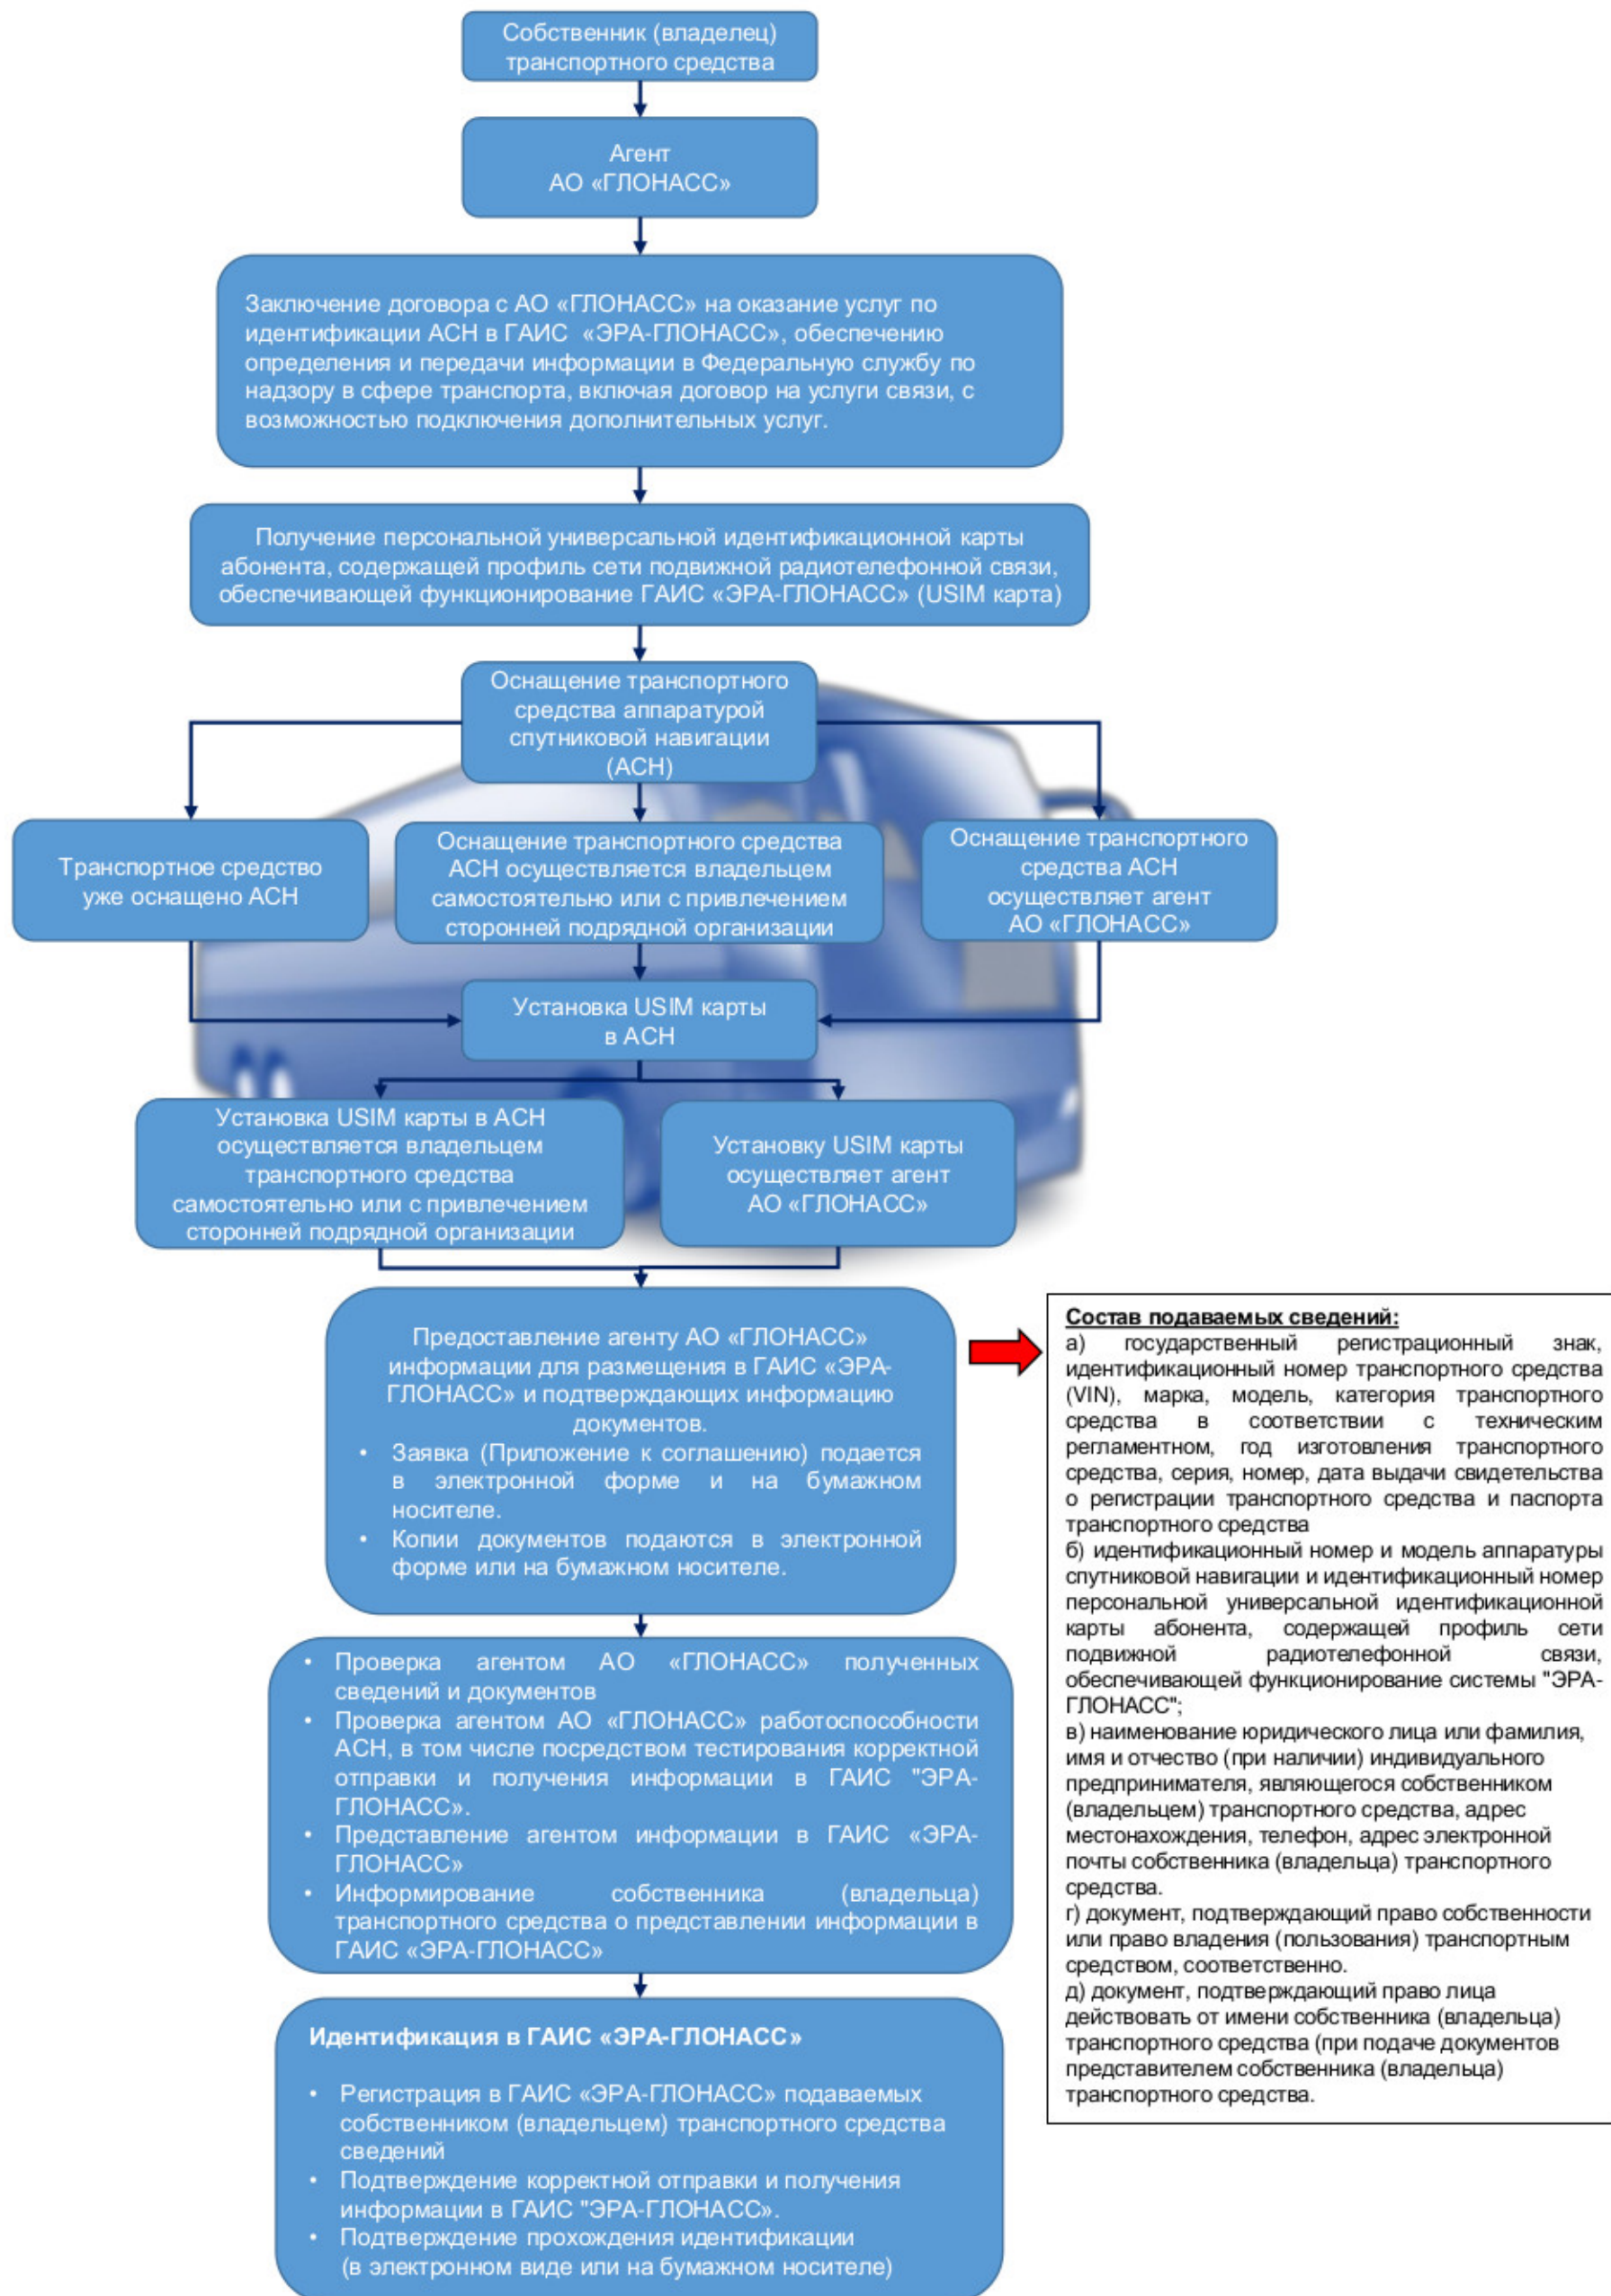 Собственник (владелец)
транспортного средства
Агент
АО «ГЛОНАСС»
Заключение договора с АО «ГЛОНАСС» на оказание услуг по
идентификации АСН в ГАИС «ЭРА-ГЛОНАСС», обеспечению
определения и передачи информации в Федеральную службу по
надзору в сфере транспорта, включая договор на услуги связи, с
возможностью подключения дополнительных услуг.
Получение персональной универсальной идентификационной карты
абонента, содержащей профиль сети подвижной радиотелефонной связи,
обеспечивающей функционирование ГАИС «ЭРА-ГЛОНАСС» (USIM карта)
Оснащение транспортного
средства аппаратурой
спутниковой навигации
(АСН)
Транспортное средство
уже оснащено АСН
Оснащение транспортного средства
АСН осуществляется владельцем
самостоятельно или с привлечением
сторонней подрядной организации
Оснащение транспортного
средства АСН
осуществляет агент
АО «ГЛОНАСС»
Установка USIM карты
в АСН
Установка USIM карты в АСН
осуществляется владельцем
транспортного средства
самостоятельно или с привлечением
сторонней подрядной организации
Установку USIM карты
осуществляет агент
АО «ГЛОНАСС»
Предоставление агенту АО «ГЛОНАСС»
информации для размещения в ГАИС «ЭРА-
ГЛОНАСС» и подтверждающих информацию
документов.
• Заявка (Приложение к соглашению) подается
в электронной форме и на бумажном
носителе.
• Копии документов подаются в электронной
форме или на бумажном носителе.
Состав подаваемых сведений:
а) государственный регистрационный знак,
идентификационный номер транспортного средства
(VIN), марка, модель, категория транспортного
средства в соответствии с техническим
регламентном, год изготовления транспортного
средства, серия, номер, дата выдачи свидетельства
о регистрации транспортного средства и паспорта
транспортного средства
б) идентификационный номер и модель аппаратуры
спутниковой навигации и идентификационный номер
персональной универсальной идентификационной
карты абонента, содержащей профиль сети
подвижной радиотелефонной связи,
обеспечивающей функционирование системы "ЭРА-
ГЛОНАСС";
в) наименование юридического лица или фамилия,
имя и отчество (при наличии) индивидуального
предпринимателя, являющегося собственником
(владельцем) транспортного средства, адрес
местонахождения, телефон, адрес электронной
почты собственника (владельца) транспортного
средства.
г) документ, подтверждающий право собственности
или право владения (пользования) транспортным
средством, соответственно.
д) документ, подтверждающий право лица
действовать от имени собственника (владельца)
транспортного средства (при подаче документов
представителем собственника (владельца)
транспортного средства.
• Проверка агентом АО «ГЛОНАСС» полученных
сведений и документов
• Проверка агентом АО «ГЛОНАСС» работоспособности
АСН, в том числе посредством тестирования корректной
отправки и получения информации в ГАИС "ЭРА-
ГЛОНАСС».
• Представление агентом информации в ГАИС «ЭРА-
ГЛОНАСС»
• Информирование собственника (владельца)
транспортного средства о представлении информации в
ГАИС «ЭРА-ГЛОНАСС»
Идентификация в ГАИС «ЭРА-ГЛОНАСС»
• Регистрация в ГАИС «ЭРА-ГЛОНАСС» подаваемых
собственником (владельцем) транспортного средства
сведений
• Подтверждение корректной отправки и получения
информации в ГАИС "ЭРА-ГЛОНАСС».
• Подтверждение прохождения идентификации
(в электронном виде или на бумажном носителе)